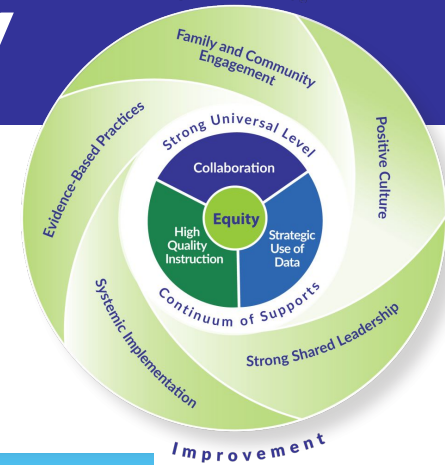 Family and Community
Engagement
Positive Culture
Evidence-Based Practices
Strong Universal Level
Collaboration
Equity
High
Quality
Instruction
Strategic
Use of
Data
Continuum of Supports
Systemic Implementation
Strong Shared Leadership
Improvement